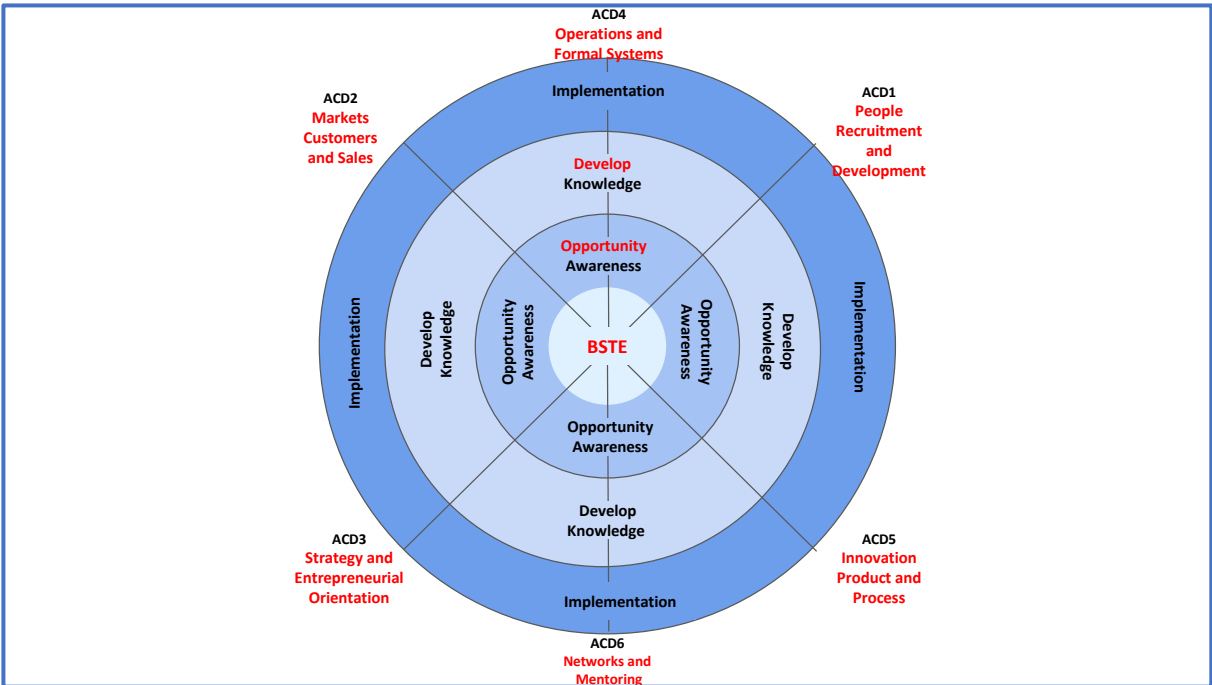 ACD4
Operations and
Formal Systems
Implementation
ACD2
Markets
Customers
and Sales
ACD1
People
Recruitment
and
Development
Develop
Knowledge
Opportunity
Awareness
Implementation
Develop
Knowledge
Opportunity
Awareness
BSTE
Opportunity
Awareness
Develop
Knowledge
Implementation
Opportunity
Awareness
Develop
Knowledge
ACD3
Strategy and
Entrepreneurial
Orientation
ACD5
Innovation
Product and
Process
Implementation
ACD6
Networks and
Mentoring